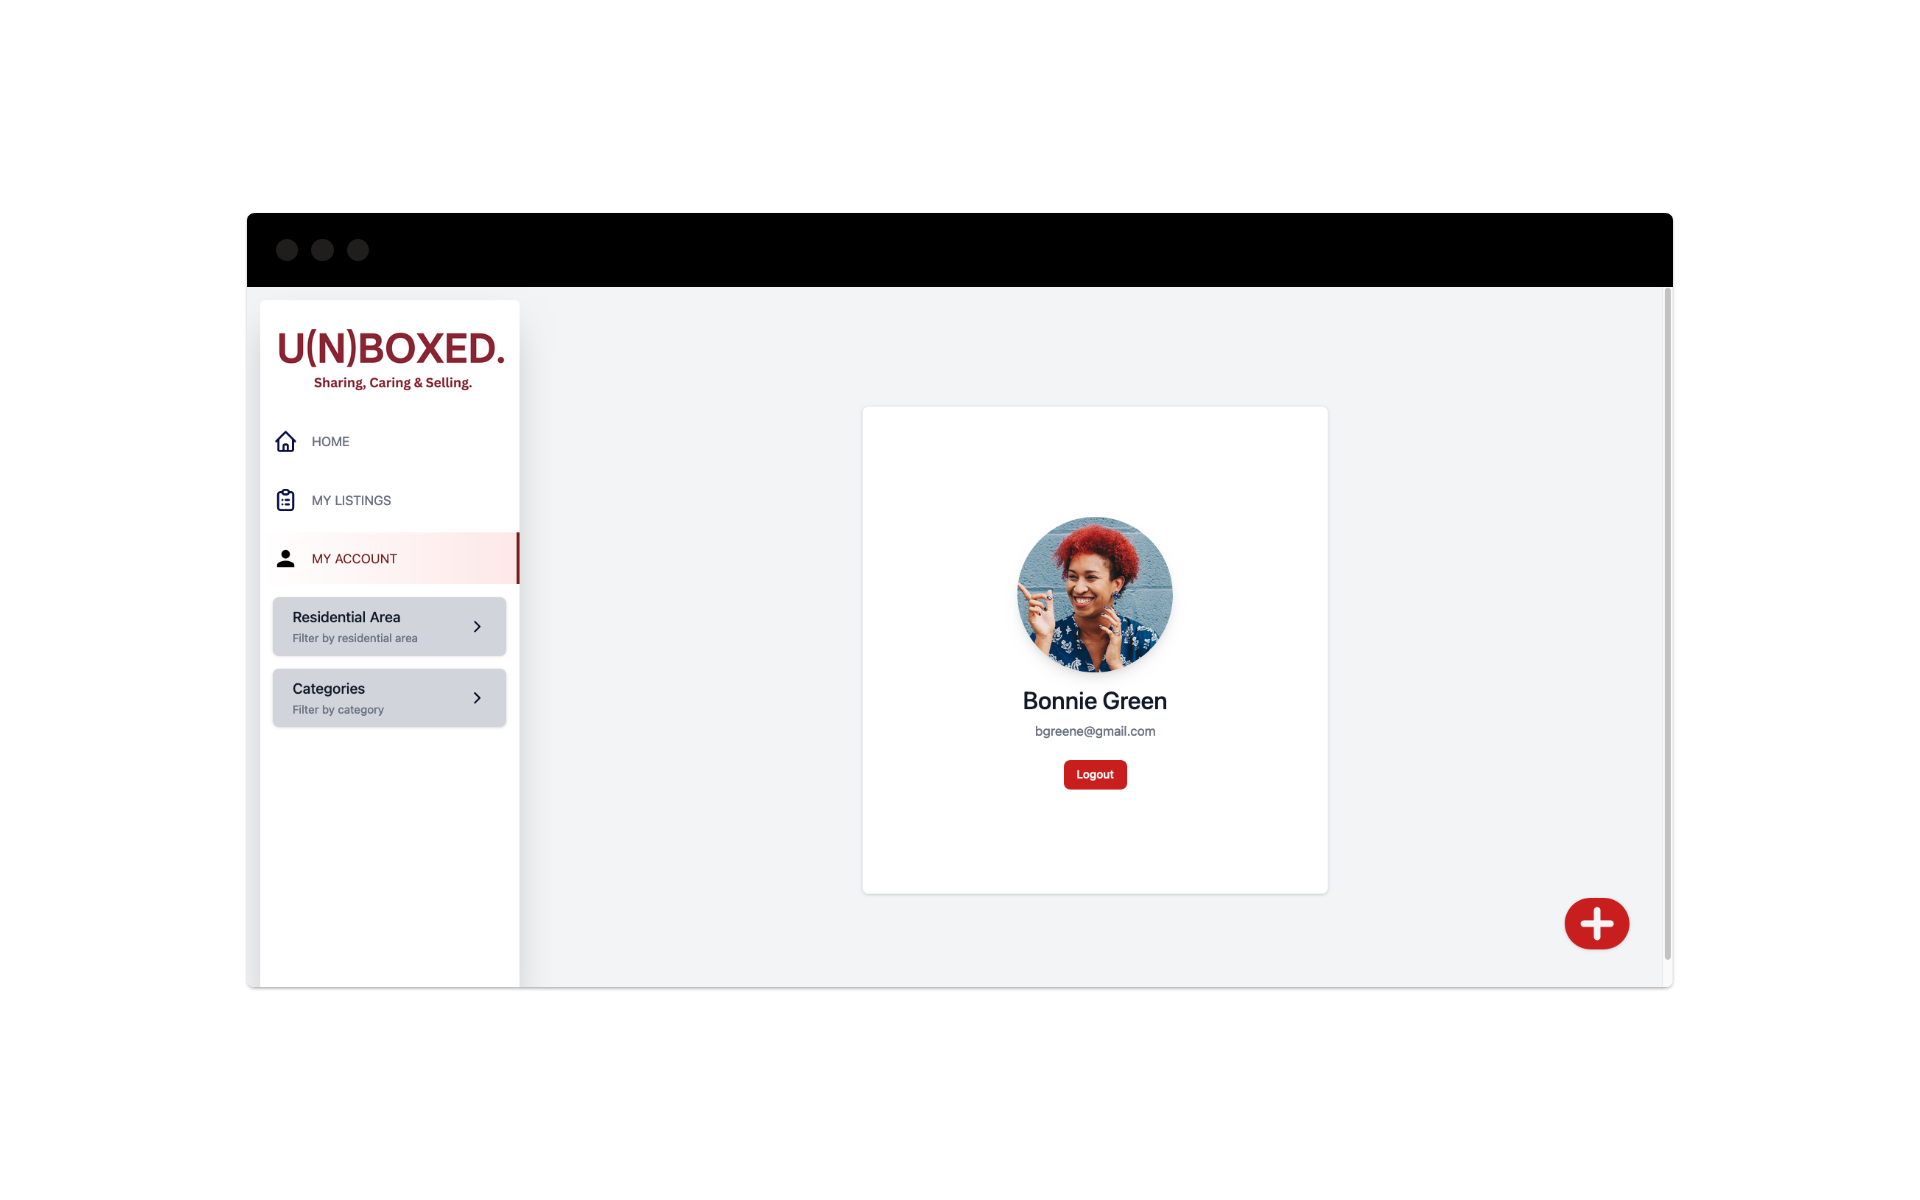 U(N)BOXED.
Sharing, Caring & Selling.
HOME
MY LISTINGS
MY ACCOUNT
Residential Area
Filter by residential area
Categories
Filter by category
Bonnie Green
bgreene@gmail.com
Logout